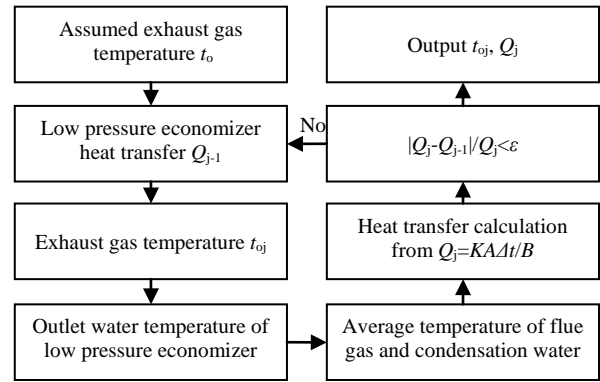 Assumed exhaust gas
temperature to
Low pressure economizer
heat transfer Qj-1
Exhaust gas temperature toj
Outlet water temperature of
low pressure economizer
Average temperature of flue
gas and condensation water
Heat transfer calculation
from Qj=KAΔt/B
|Qj-Qj-1|/Qj<ε
No
Output toj, Qj